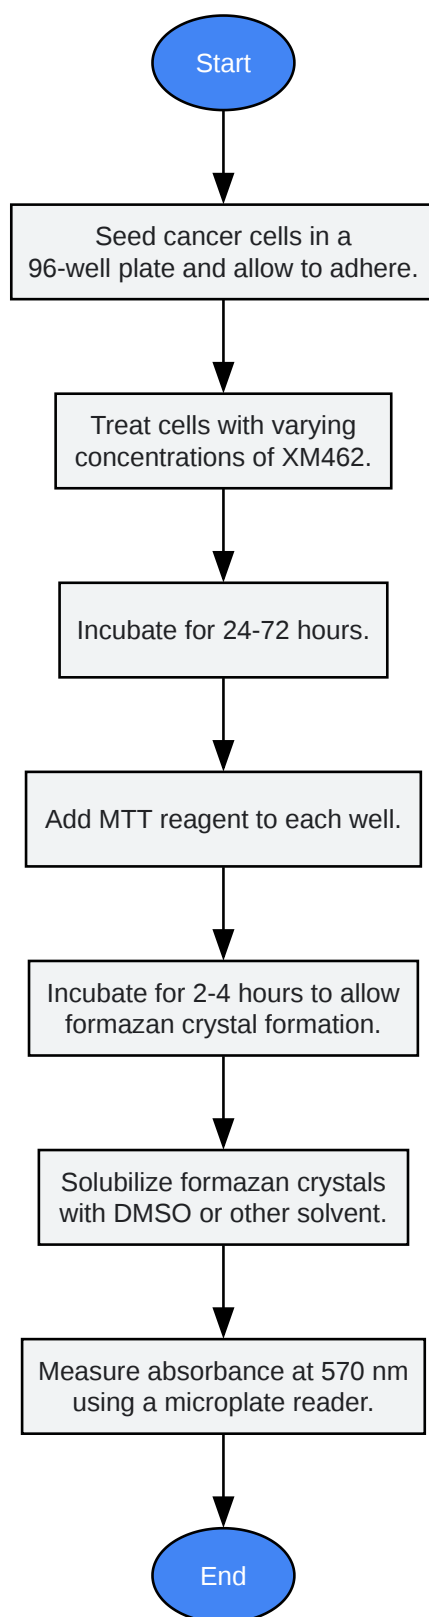 Start
Seed cancer cells in a
96-well plate and allow to adhere.
Treat cells with varying
concentrations of XM462.
Incubate for 24-72 hours.
Add MTT reagent to each well.
Incubate for 2-4 hours to allow
formazan crystal formation.
Solubilize formazan crystals
with DMSO or other solvent.
Measure absorbance at 570 nm
using a microplate reader.
End